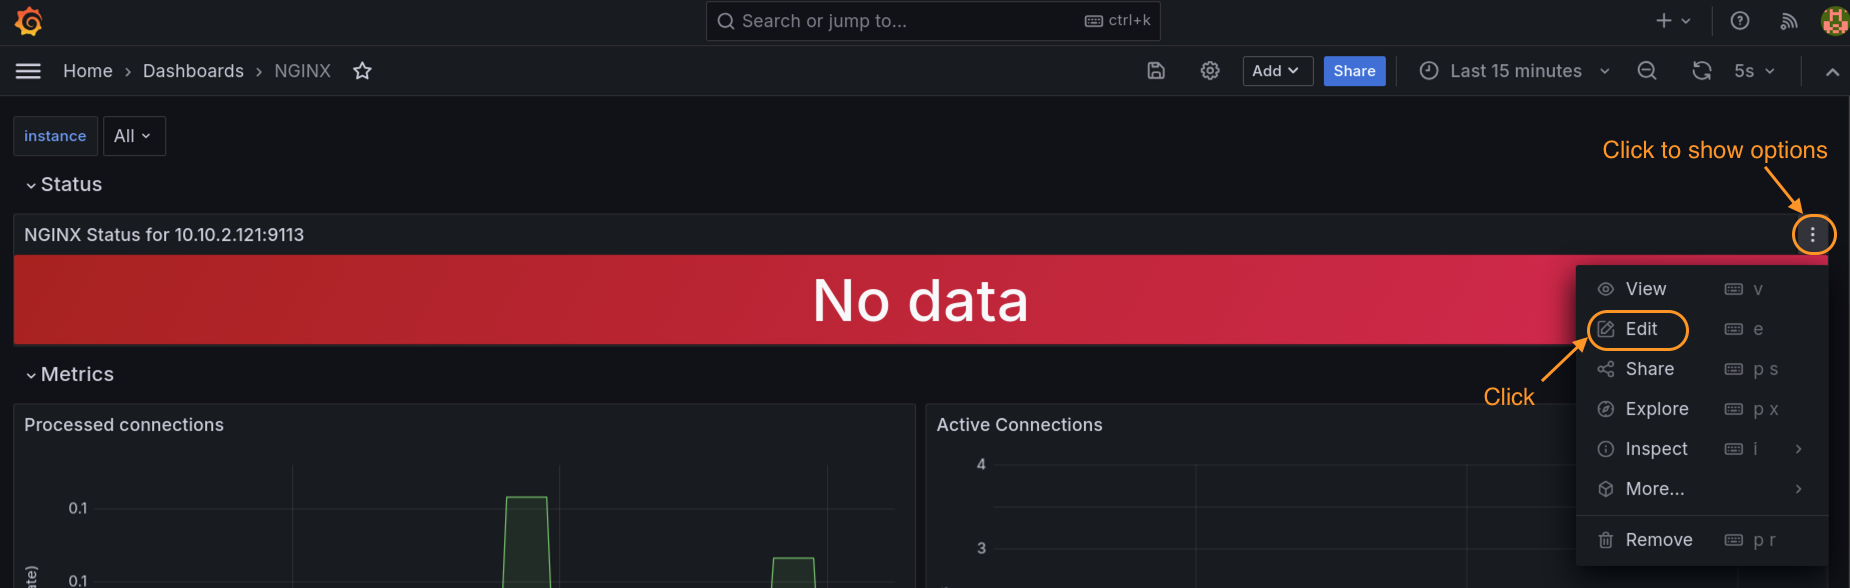 Search or jump to... ctrl+k
Home › Dashboards › NGINX
Add Share Last 15 minutes 5s
Click to show options
instance All
Status
NGINX Status for 10.10.2.121:9113
No data
View v
Edit e
Share p s
Explore p x
Inspect i
More...
Remove p r
Click
Metrics
Processed connections
0.1
0.1
Active Connections
4
3